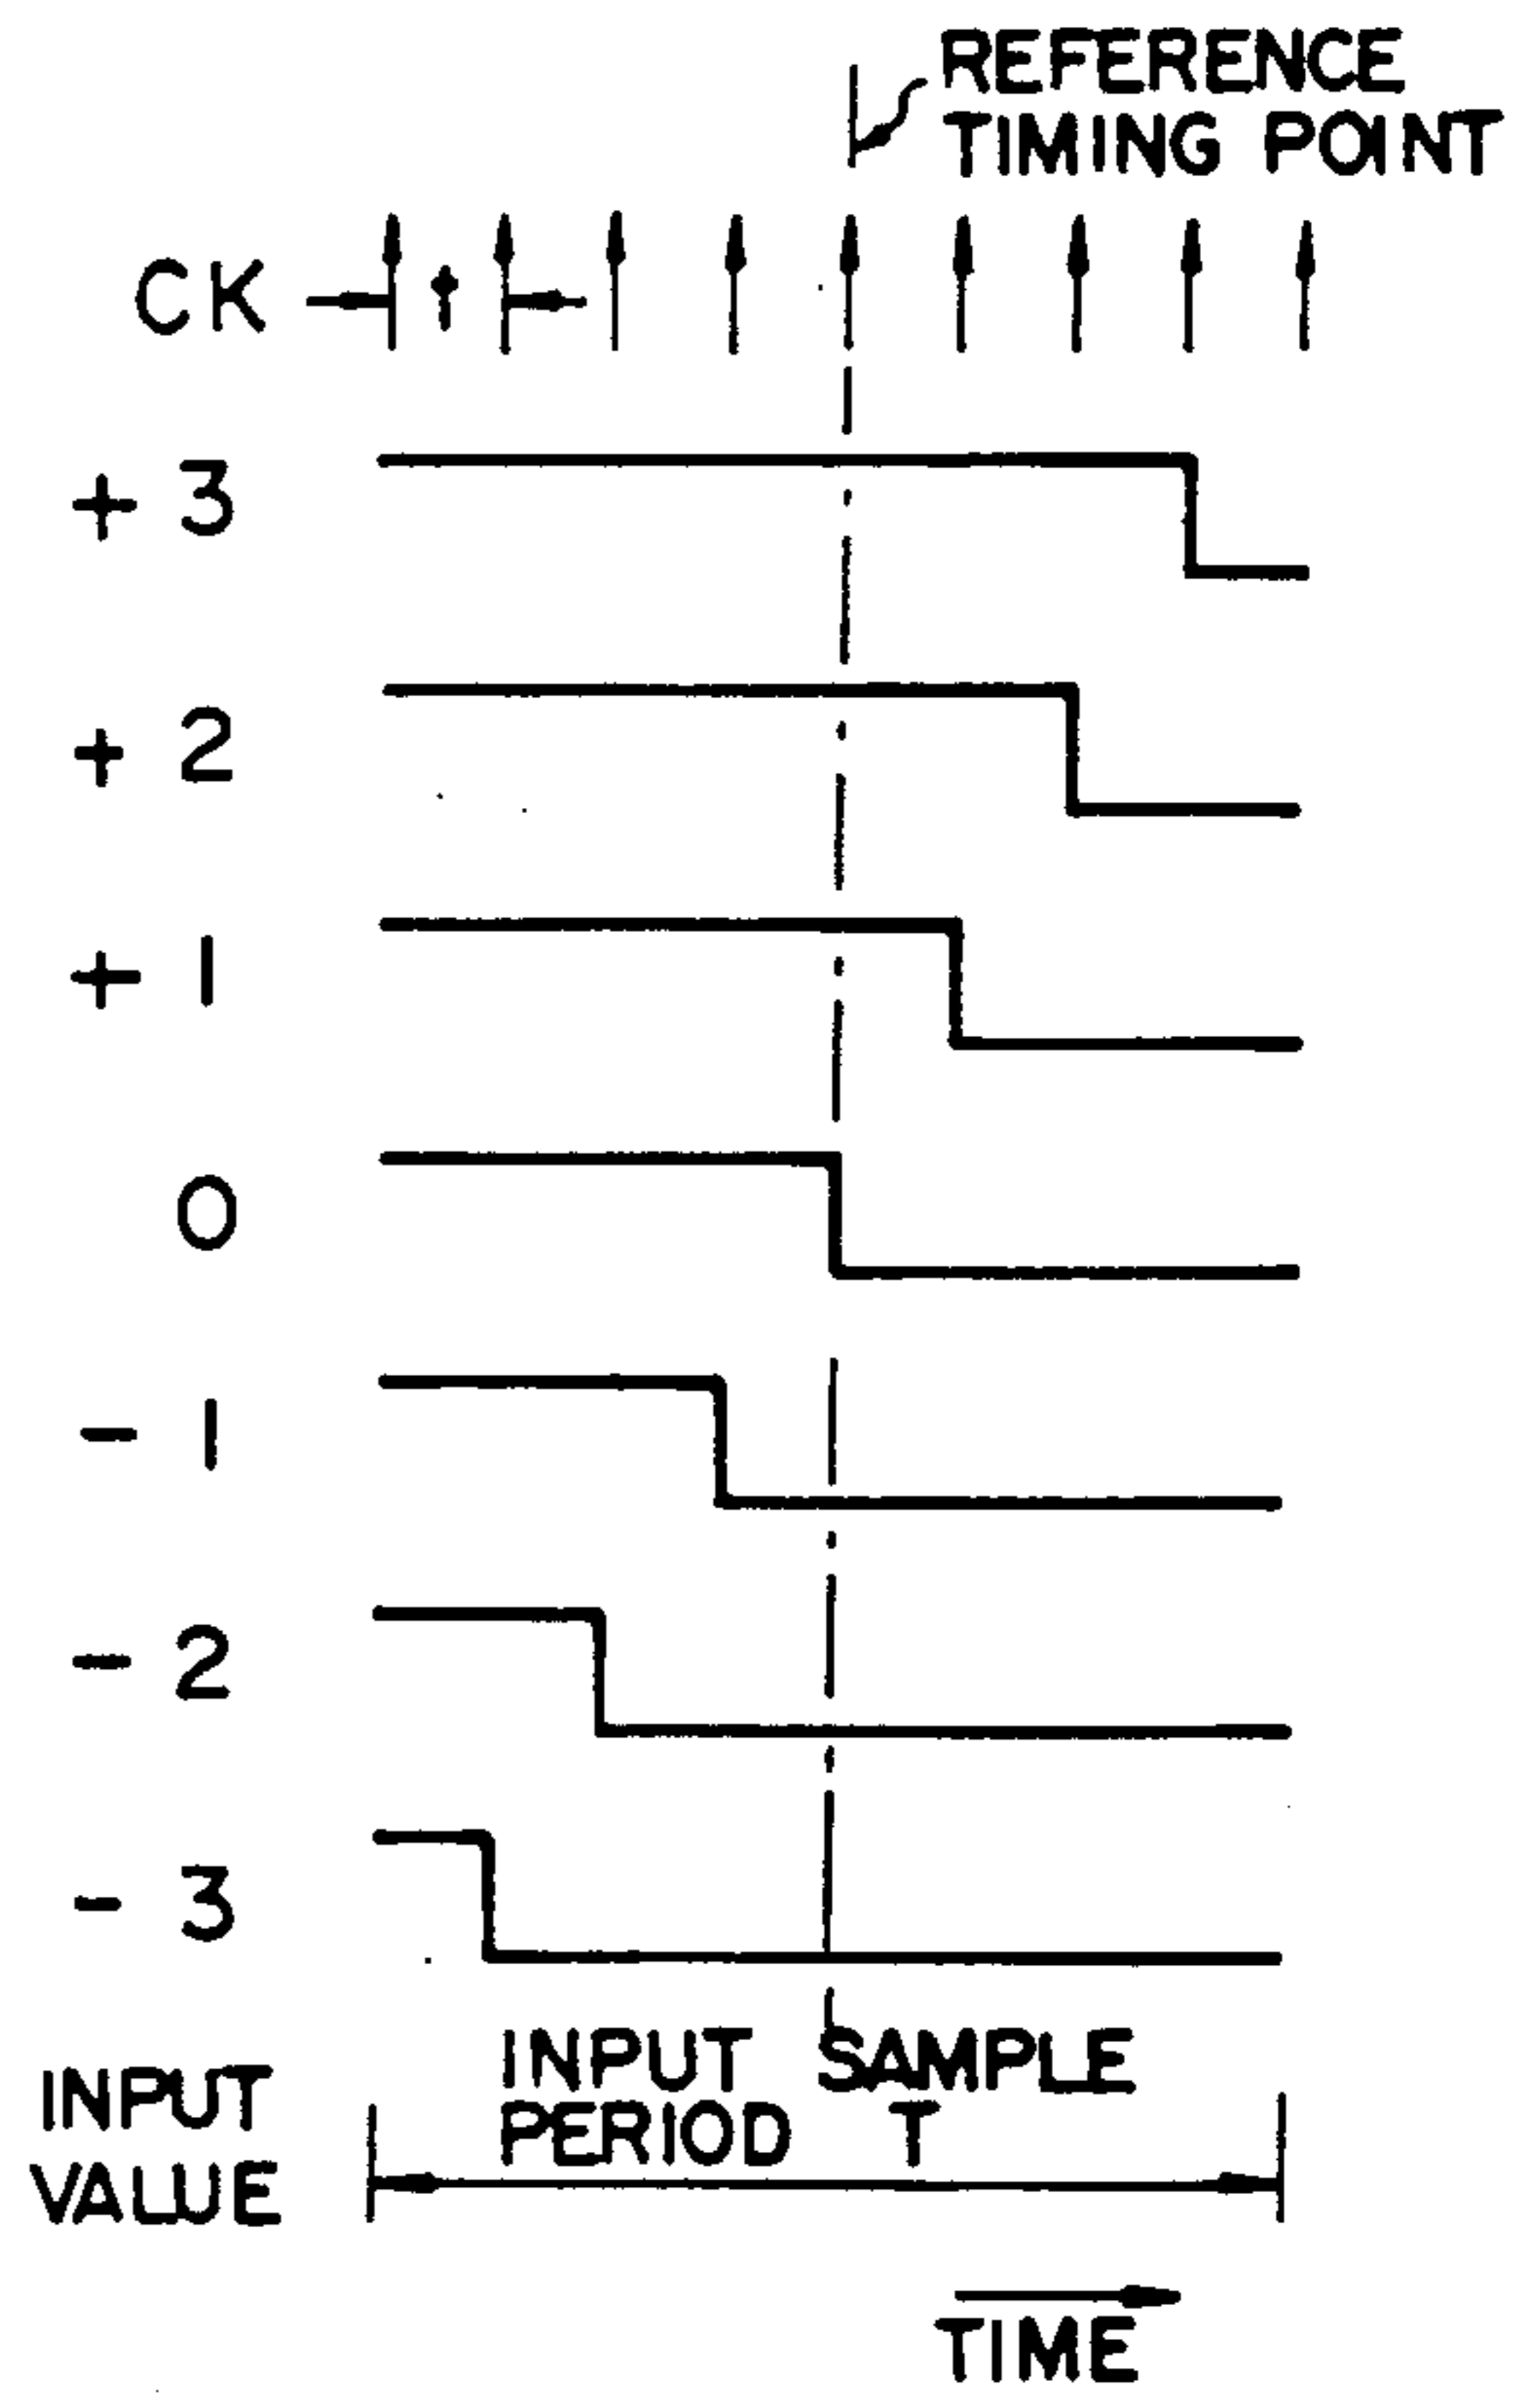 REFERENCE
TIMING POINT
CK t
+ 3
+ 2
+ 1
0
- 1
- 2
- 3
INPUT
VALUE
INPUT SAMPLE
PERIOD T
TIME